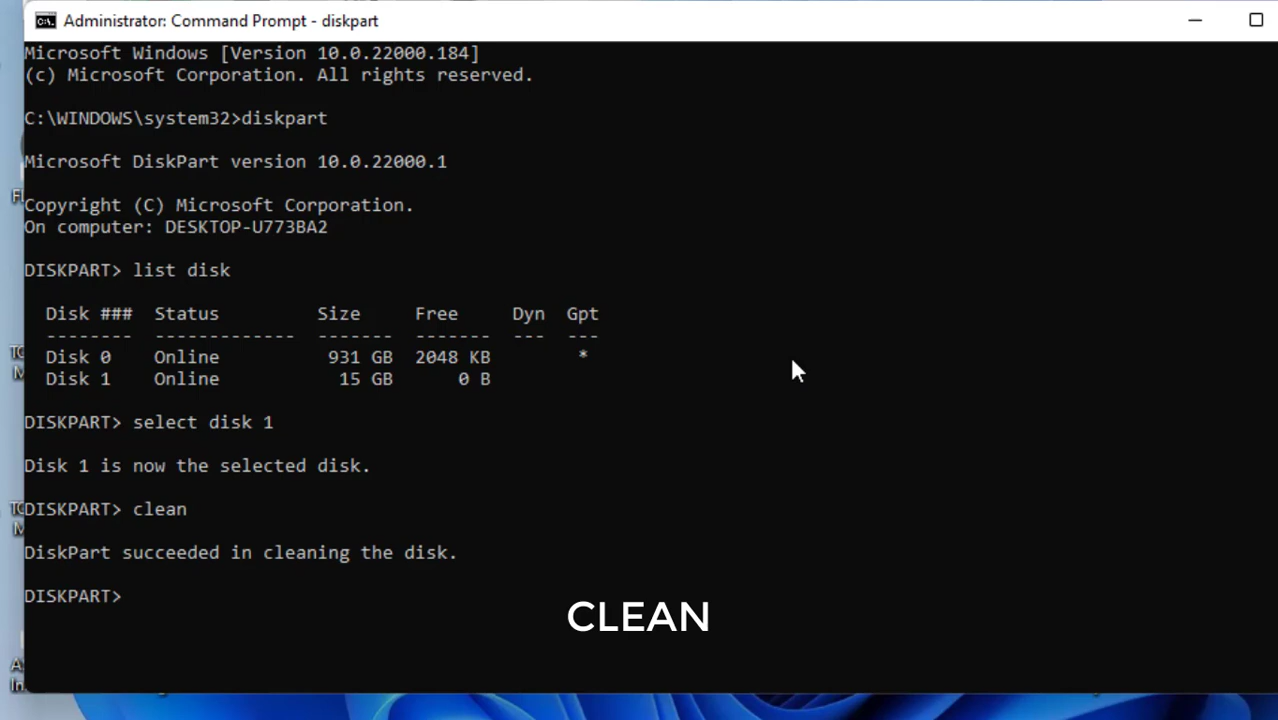 Administrator: Command Prompt - diskpart
Microsoft Windows [Version 10.0.22000.184]
(c) Microsoft Corporation. All rights reserved.
C:\WINDOWS\system32>diskpart
Microsoft DiskPart version 10.0.22000.1
Copyright (C) Microsoft Corporation.
On computer: DESKTOP-U773BA2
DISKPART> list disk
Disk ### Status Size Free Dyn Gpt
-------- ------------- ------- ------- --- ---
Disk 0 Online 931 GB 2048 KB *
Disk 1 Online 15 GB 0 B
DISKPART> select disk 1
Disk 1 is now the selected disk.
DISKPART> clean
DiskPart succeeded in cleaning the disk.
DISKPART>
CLEAN